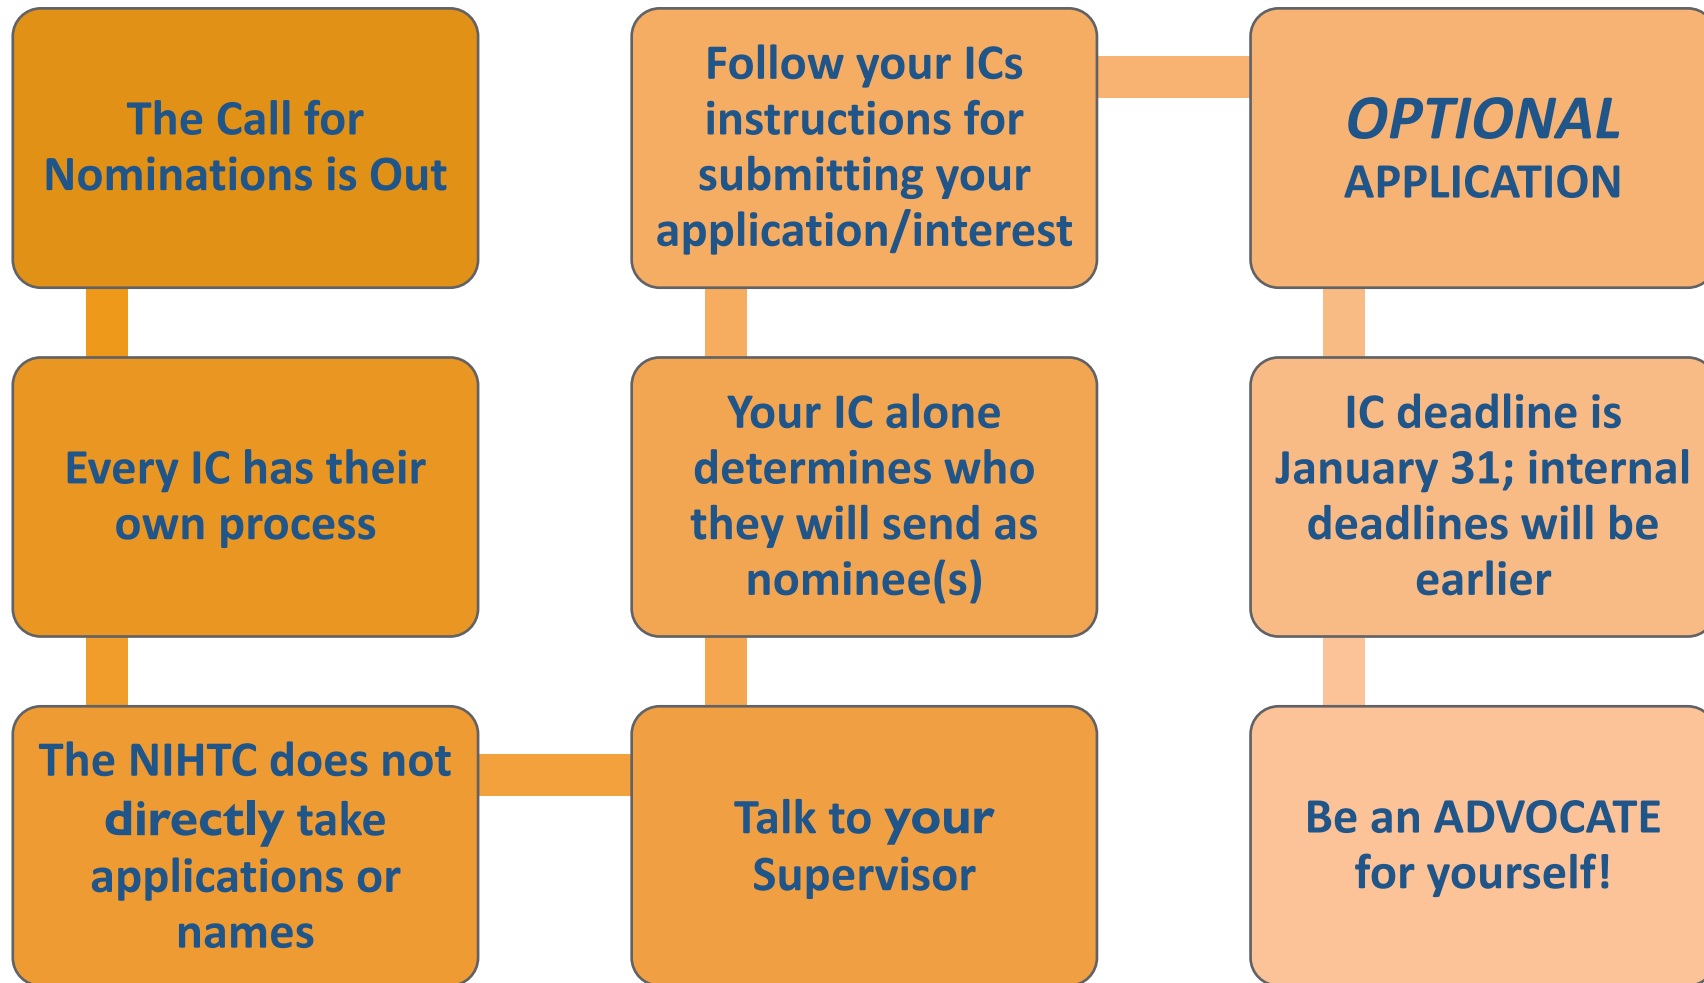 The Call for
Nominations is Out
Every IC has their
own process
The NIHTC does not
directly take
applications or
names
Talk to your
Supervisor
Your IC alone
determines who
they will send as
nominee(s)
Follow your ICs
instructions for
submitting your
application/interest
OPTIONAL
APPLICATION
IC deadline is
January 31; internal
deadlines will be
earlier
Be an ADVOCATE
for yourself!